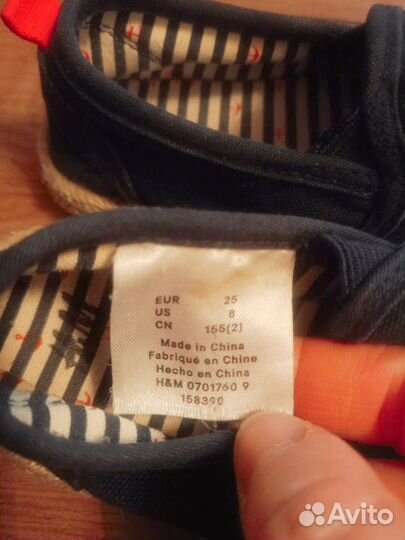 EUR 25
US 8
CN 155(2)
Made in China
Fabriqué en Chine
Hecho en China
H&M 0701760 9
158390
Avito